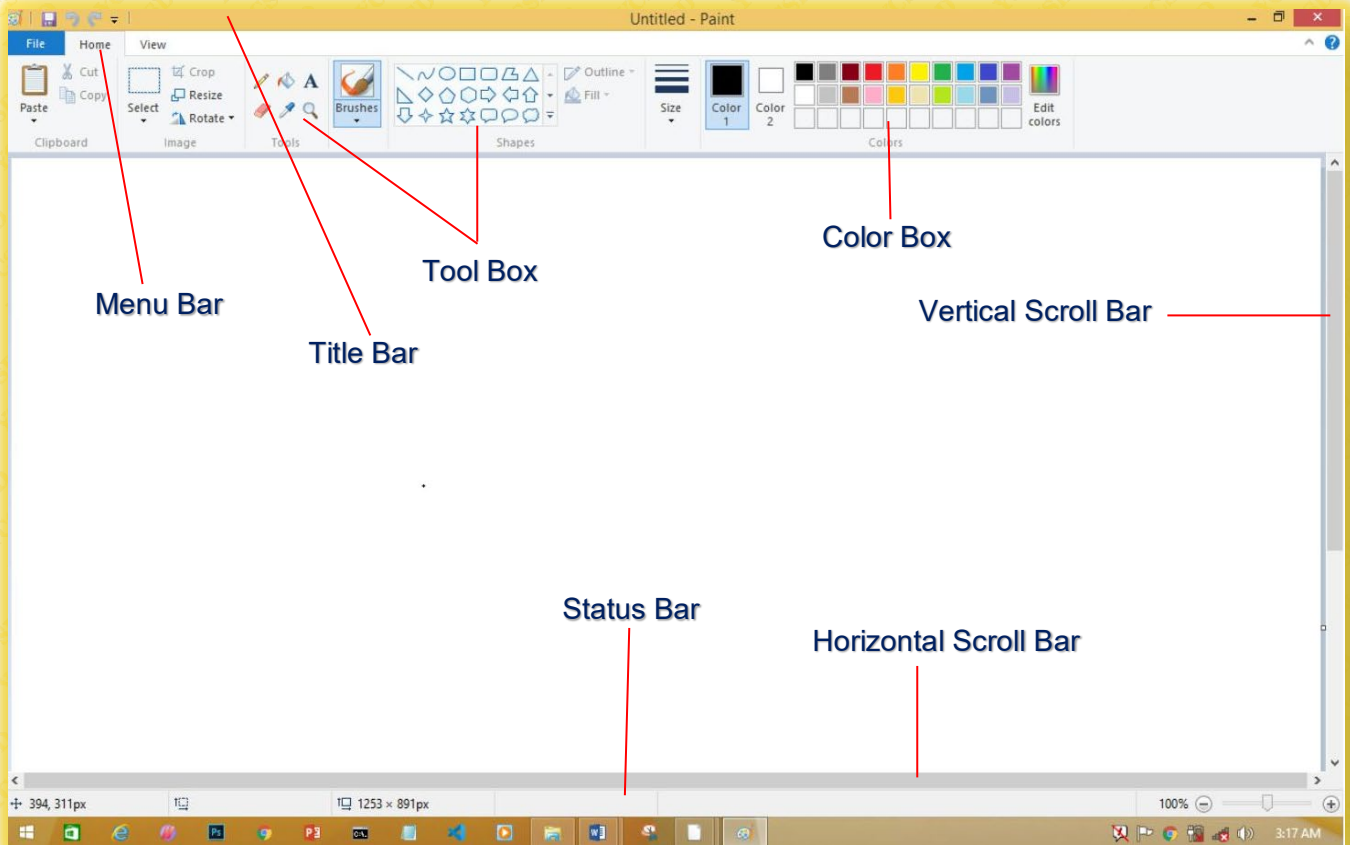 Untitled - Paint
File Home View
Cut
Copy
Paste
Clipboard
Crop
Resize
Rotate
Select
Image
A
Tools
Brushes
Outline
Fill
Shapes
Size
Color 1
Color 2
Edit colors
Colors
Color Box
Tool Box
Menu Bar
Vertical Scroll Bar
Title Bar
Status Bar
Horizontal Scroll Bar
394, 311px
1253 × 891px
100%
Ps
3:17 AM